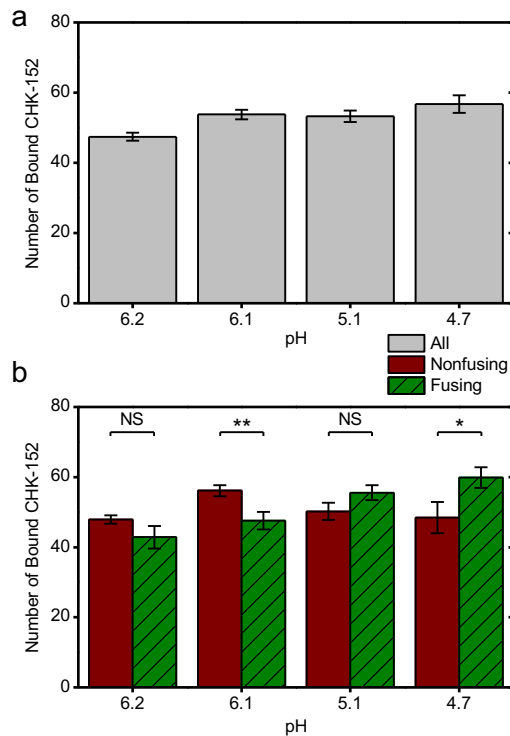 a
Number of Bound CHK-152
80
60
40
20
0
6.2 6.1 5.1 4.7
pH
All
Nonfusing
Fusing
b
Number of Bound CHK-152
80
60
40
20
0
NS ** NS *
6.2 6.1 5.1 4.7
pH